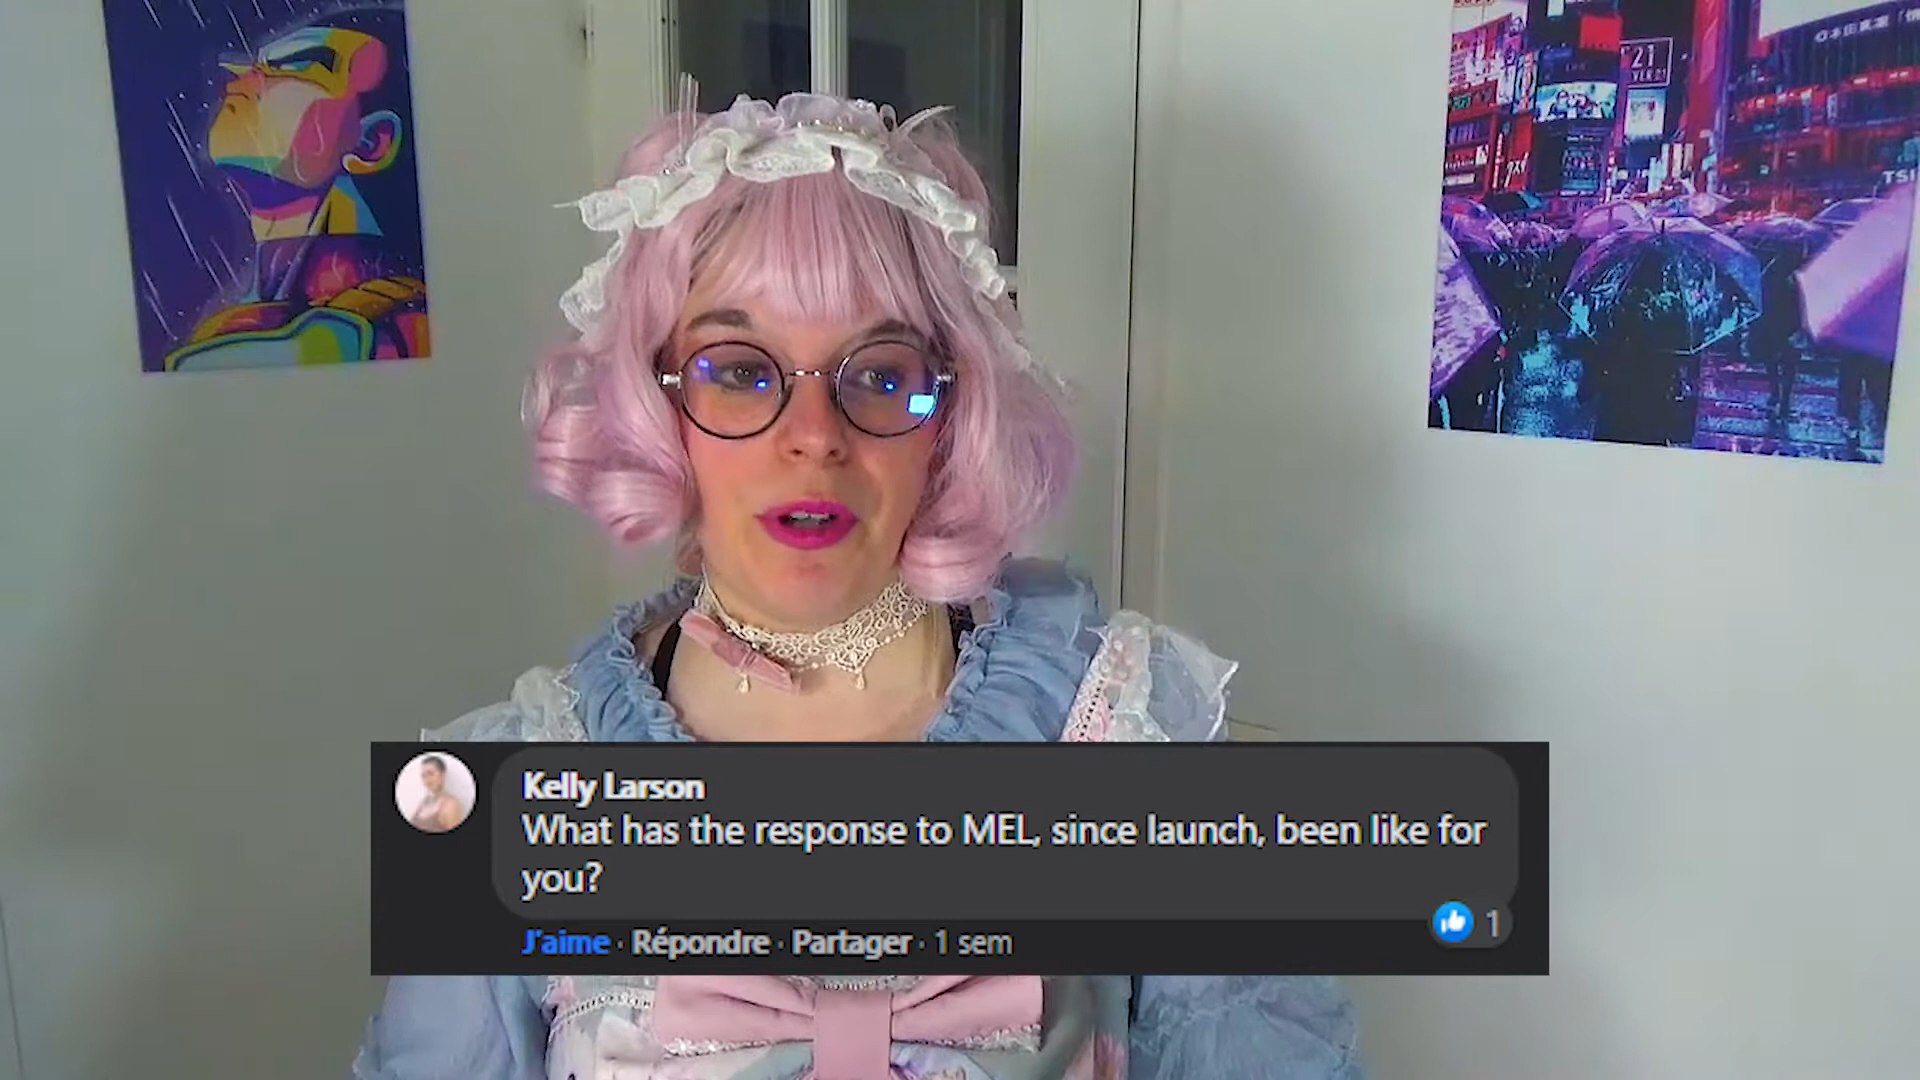 21
Kelly Larson
What has the response to MEL, since launch, been like for
you?
1
J'aime · Répondre · Partager · 1 sem